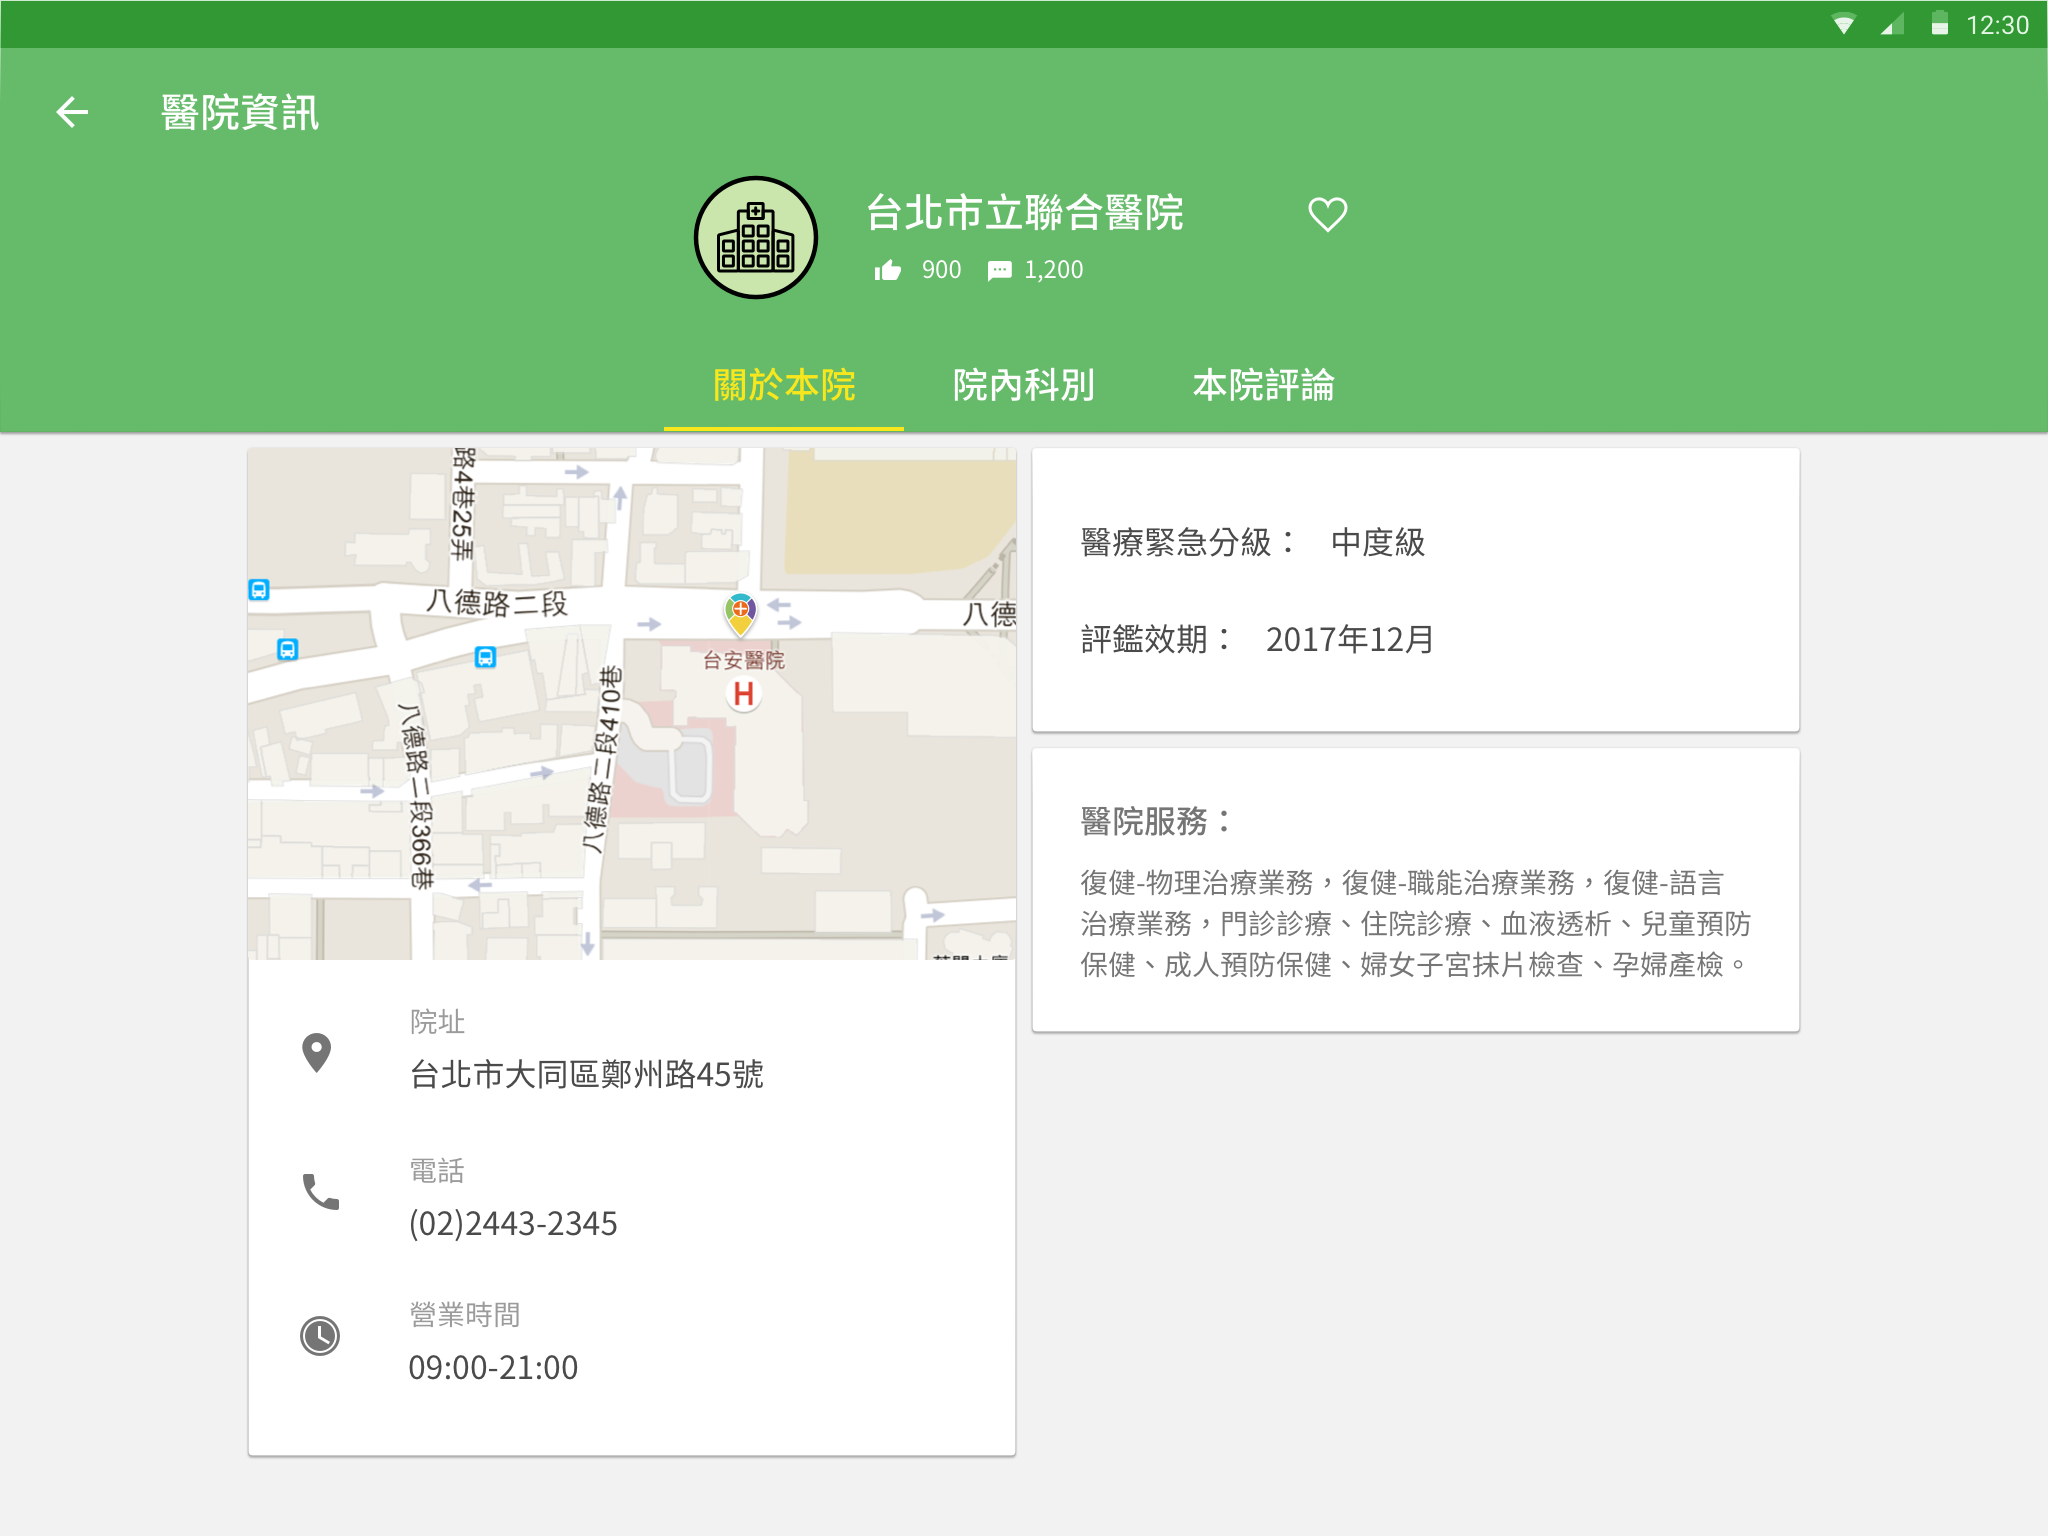 12:30
醫院資訊
台北市立聯合醫院
900 1,200
關於本院 院內科別 本院評論
路4巷25弄
八德路二段
八德
台安醫院
H
八德路二段410巷
八德路二段366巷
院址
台北市大同區鄭州路45號
電話
(02)2443-2345
營業時間
09:00-21:00
醫療緊急分級： 中度級
評鑑效期： 2017年12月
醫院服務：
復健-物理治療業務，復健-職能治療業務，復健-語言
治療業務，門診診療、住院診療、血液透析、兒童預防
保健、成人預防保健、婦女子宮抹片檢查、孕婦產檢。